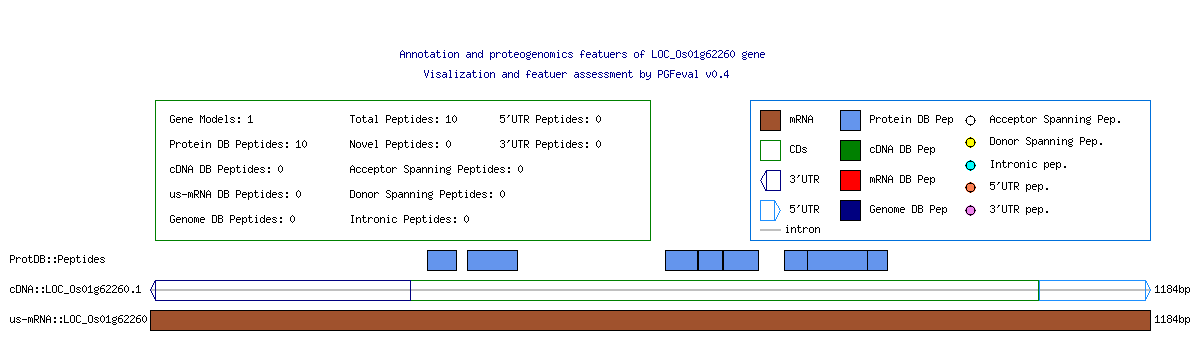 Annotation and proteogenomics featuers of LOC_Os01g62260 gene
Visalization and featuer assessment by PGFeval v0.4
Gene Models: 1
Total Peptides: 10
5'UTR Peptides: 0
Protein DB Peptides: 10
Novel Peptides: 0
3'UTR Peptides: 0
cDNA DB Peptides: 0
Acceptor Spanning Peptides: 0
us-mRNA DB Peptides: 0
Donor Spanning Peptides: 0
Genome DB Peptides: 0
Intronic Peptides: 0
mRNA
Protein DB Pep
Acceptor Spanning Pep.
CDs
cDNA DB Pep
Donor Spanning Pep.
3'UTR
mRNA DB Pep
Intronic pep.
5'UTR
Genome DB Pep
5'UTR pep.
3'UTR pep.
intron
ProtDB::Peptides
cDNA::LOC_Os01g62260.1
1184bp
us-mRNA::LOC_Os01g62260
1184bp